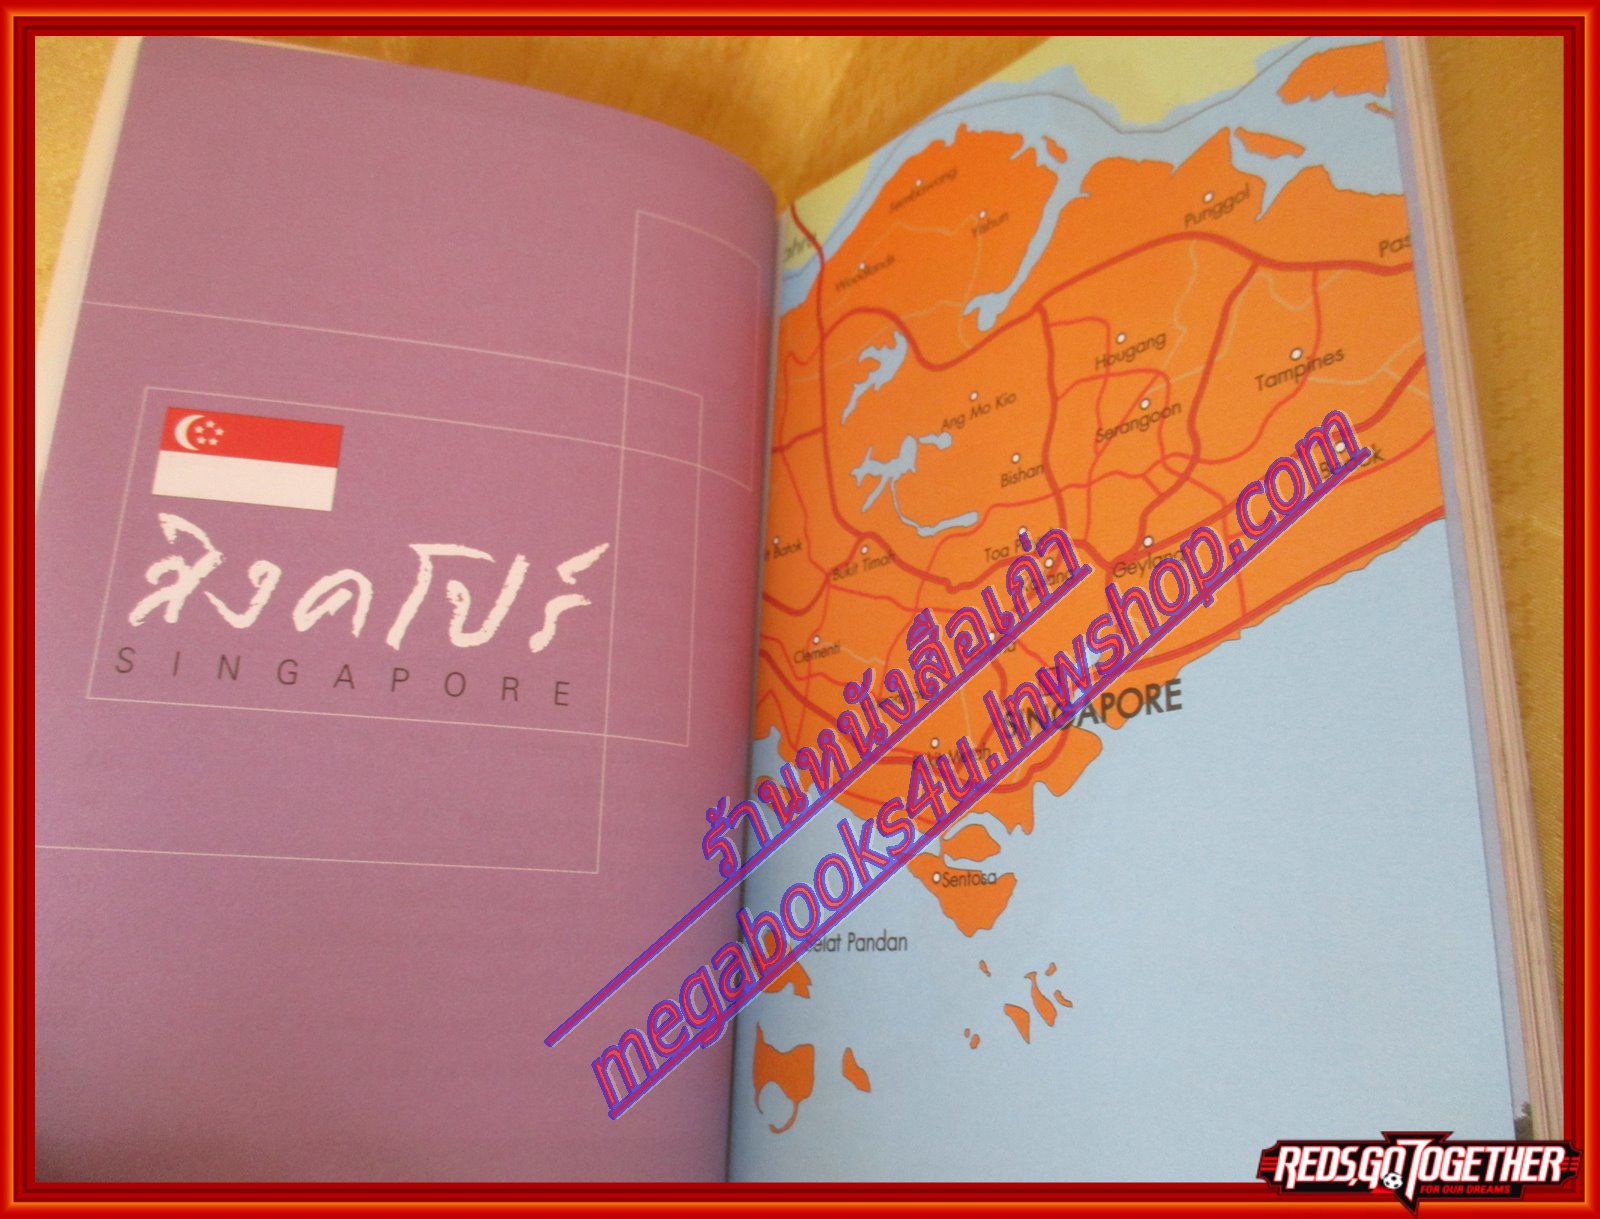 สิงคโปร์
SINGAPORE
Sembawang
Yishun
Woodlands
Punggol
Hougang
Tampines
Ang Mo Kio
Serangoon
Bishan
Batok
Bukit Timah
Toa
Geylang
Clementi
SINGAPORE
Sentosa
Selat Pandan
ร้านหนังสือเก่า
megabooks4u.lnwshop.com
REDS,GO TOGETHER
FOR OUR DREAMS